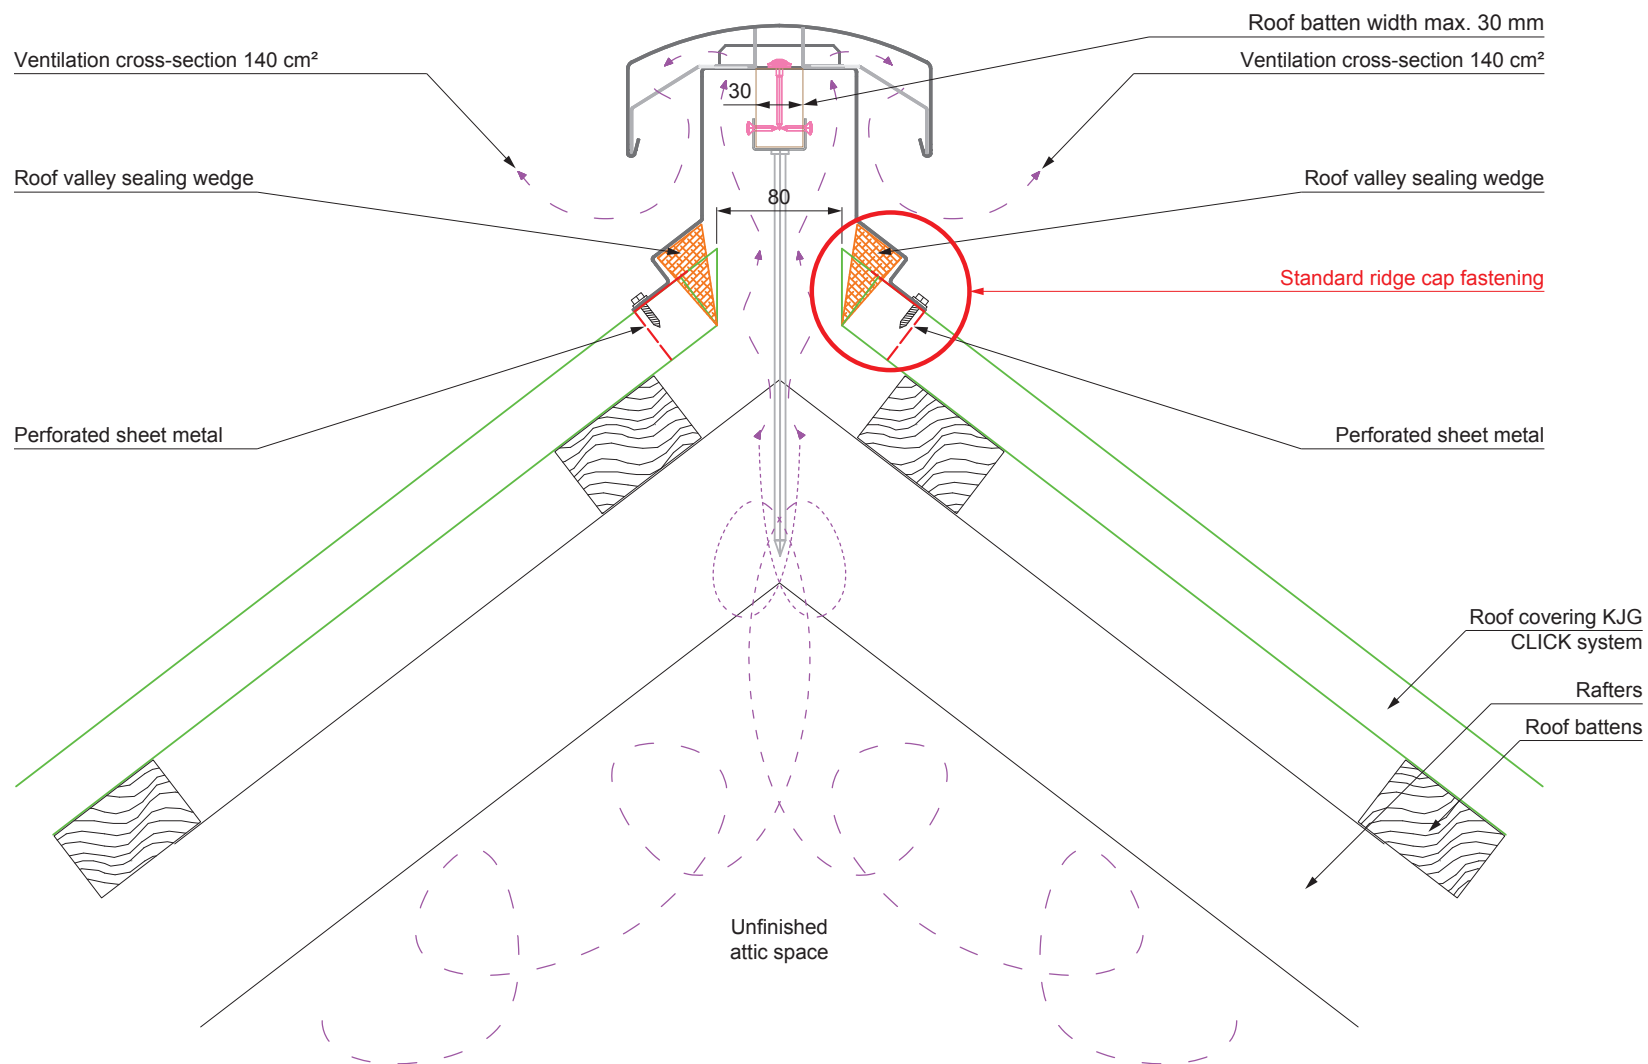 Roof batten width max. 30 mm
Ventilation cross-section 140 cm²
Ventilation cross-section 140 cm²
30
Roof valley sealing wedge
Roof valley sealing wedge
80
Standard ridge cap fastening
Perforated sheet metal
Perforated sheet metal
Roof covering KJG
CLICK system
Rafters
Roof battens
Unfinished
attic space